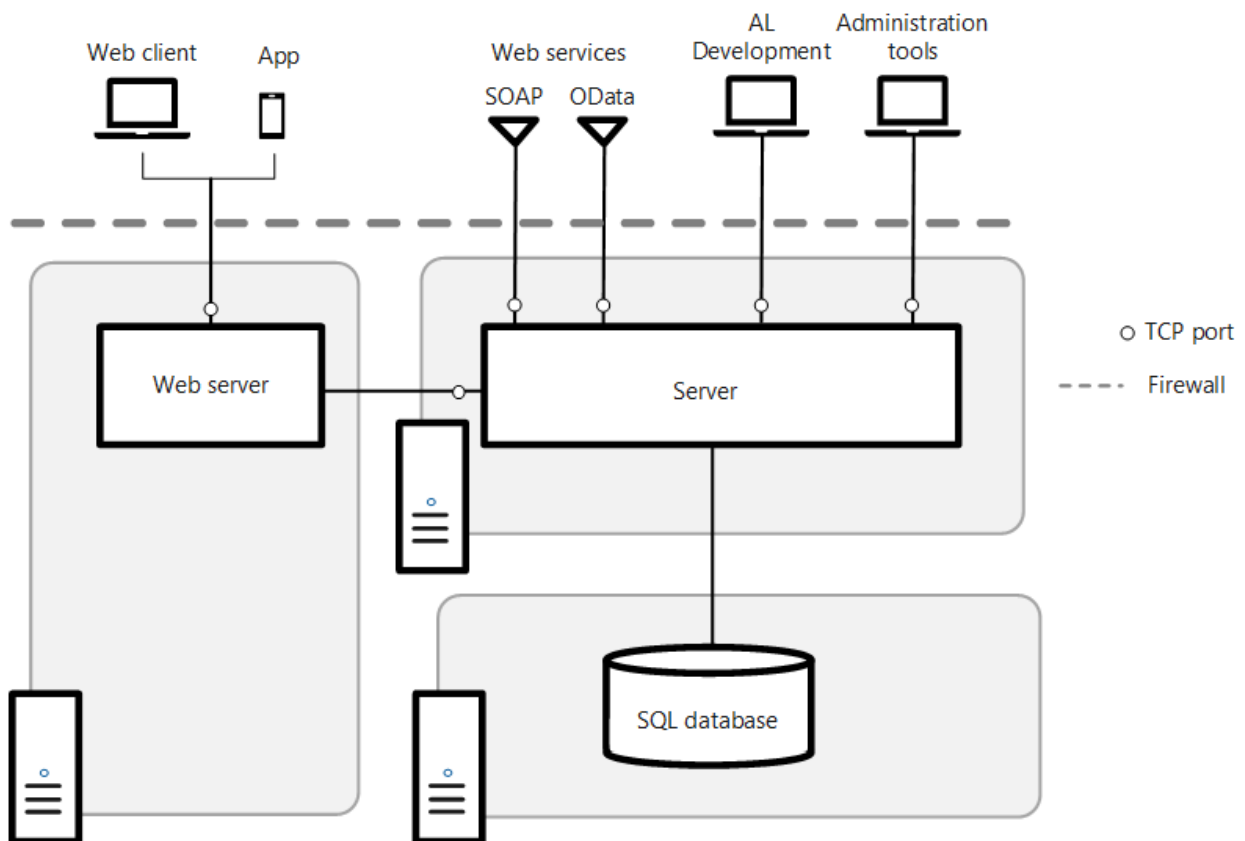 Web client
App
Web services
SOAP
OData
AL
Development
Administration
tools
Web server
Server
TCP port
Firewall
SQL database